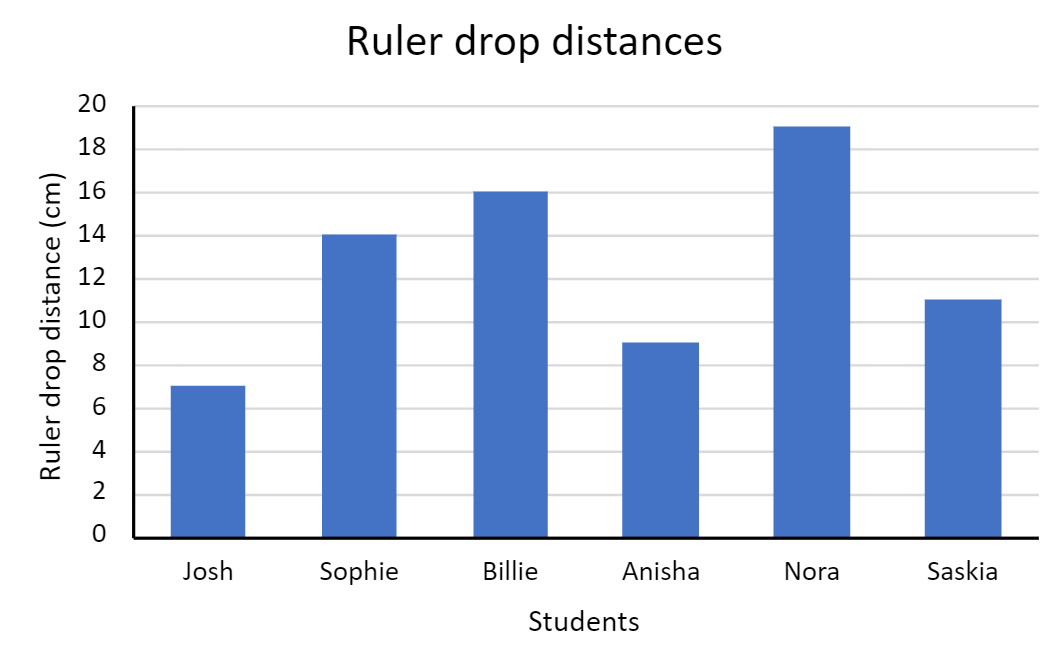 Ruler drop distances
Ruler drop distance (cm)
20
18
16
14
12
10
8
6
4
2
0
Josh Sophie Billie Anisha Nora Saskia
Students